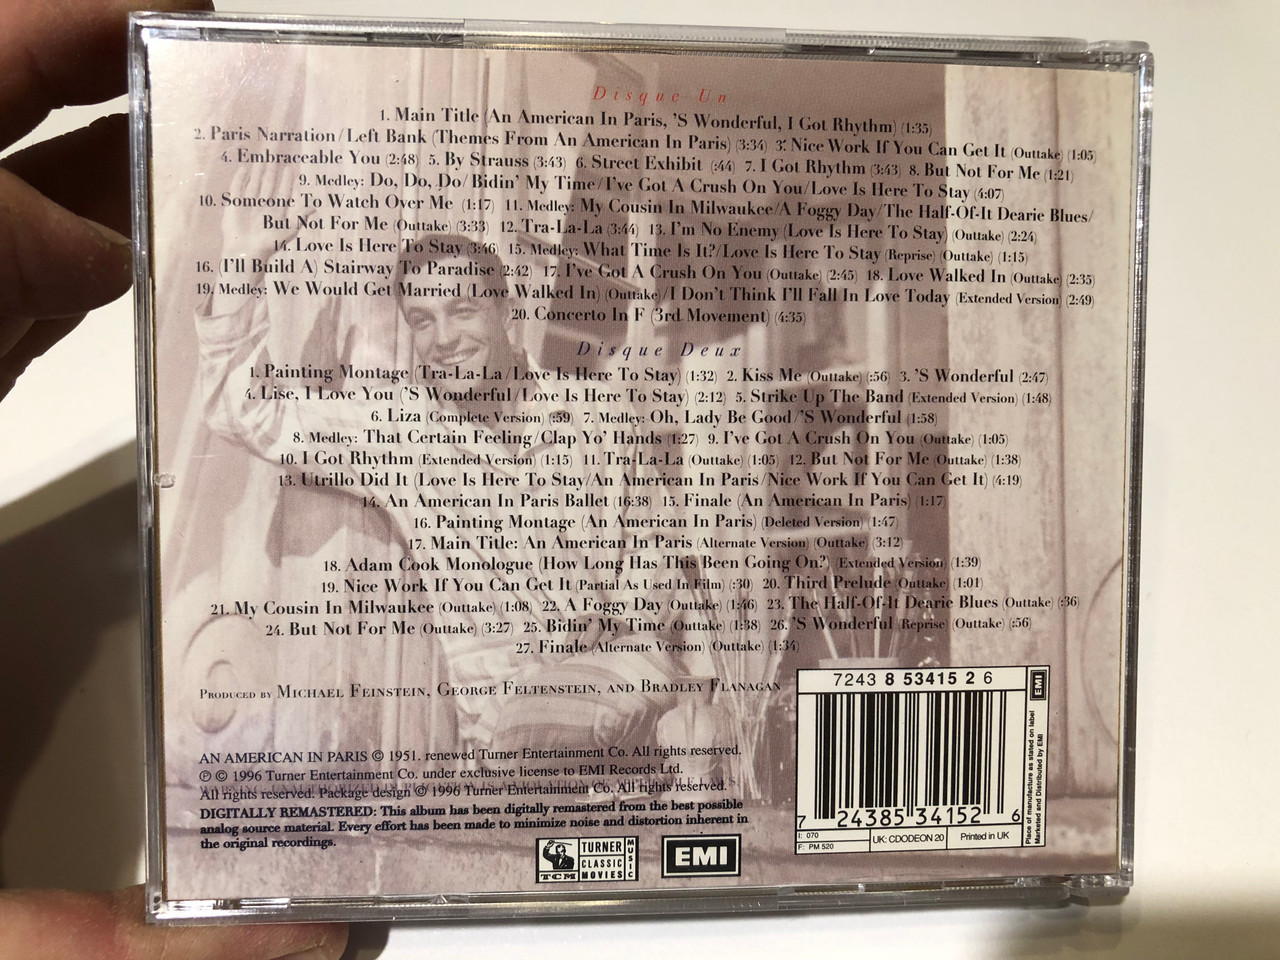 Disque Un
1. Main Title (An American In Paris, 'S Wonderful, I Got Rhythm) (1:35)
2. Paris Narration/Left Bank (Themes From An American In Paris) (3:34) 3. Nice Work If You Can Get It (Outtake) (1:05)
4. Embraceable You (2:48) 5. By Strauss (3:43) 6. Street Exhibit (:44) 7. I Got Rhythm (3:43) 8. But Not For Me (1:21)
9. Medley: Do, Do, Do/Bidin' My Time/I've Got A Crush On You/Love Is Here To Stay (4:07)
10. Someone To Watch Over Me (1:17) 11. Medley: My Cousin In Milwaukee/A Foggy Day/The Half-Of-It Dearie Blues/
But Not For Me (Outtake) (3:33) 12. Tra-La-La (3:44) 13. I'm No Enemy (Love Is Here To Stay) (Outtake) (2:24)
14. Love Is Here To Stay (3:46) 15. Medley: What Time Is It?/Love Is Here To Stay (Reprise) (Outtake) (1:15)
16. (I'll Build A) Stairway To Paradise (2:42) 17. I've Got A Crush On You (Outtake) (2:45) 18. Love Walked In (Outtake) (2:35)
19. Medley: We Would Get Married (Love Walked In) (Outtake)/I Don't Think I'll Fall In Love Today (Extended Version) (2:49)
20. Concerto In F (3rd Movement) (4:35)
Disque Deux
1. Painting Montage (Tra-La-La/Love Is Here To Stay) (1:32) 2. Kiss Me (Outtake) (:56) 3. 'S Wonderful (2:47)
4. Lise, I Love You ('S Wonderful/Love Is Here To Stay) (2:12) 5. Strike Up The Band (Extended Version) (1:48)
6. Liza (Complete Version) (:59) 7. Medley: Oh, Lady Be Good/'S Wonderful (1:58)
8. Medley: That Certain Feeling/Clap Yo' Hands (1:27) 9. I've Got A Crush On You (Outtake) (1:05)
10. I Got Rhythm (Extended Version) (1:15) 11. Tra-La-La (Outtake) (1:05) 12. But Not For Me (Outtake) (1:38)
13. Utrillo Did It (Love Is Here To Stay/An American In Paris/Nice Work If You Can Get It) (4:19)
14. An American In Paris Ballet (16:38) 15. Finale (An American In Paris) (1:17)
16. Painting Montage (An American In Paris) (Deleted Version) (1:47)
17. Main Title: An American In Paris (Alternate Version) (Outtake) (3:12)
18. Adam Cook Monologue (How Long Has This Been Going On?) (Extended Version) (1:39)
19. Nice Work If You Can Get It (Partial As Used In Film) (:30) 20. Third Prelude (Outtake) (1:01)
21. My Cousin In Milwaukee (Outtake) (1:08) 22. A Foggy Day (Outtake) (1:46) 23. The Half-Of-It Dearie Blues (Outtake) (:36)
24. But Not For Me (Outtake) (3:27) 25. Bidin' My Time (Outtake) (1:38) 26. 'S Wonderful (Reprise) (Outtake) (:56)
27. Finale (Alternate Version) (Outtake) (1:34)
Produced by Michael Feinstein, George Feltenstein, and Bradley Flanagan
AN AMERICAN IN PARIS © 1951. renewed Turner Entertainment Co. All rights reserved.
℗ © 1996 Turner Entertainment Co. under exclusive license to EMI Records Ltd.
All rights reserved. Package design © 1996 Turner Entertainment Co. All rights reserved.
DIGITALLY REMASTERED: This album has been digitally remastered from the best possible
analog source material. Every effort has been made to minimize noise and distortion inherent in
the original recordings.
TCM
TURNER
CLASSIC
MOVIES
MUSIC
EMI
7243 8 53415 2 6
7 24385 34152 6
I: 070
F: PM 520
UK: CDODEON 20
Printed in UK
EMI
Place of manufacture as stated on label
Marketed and Distributed by EMI